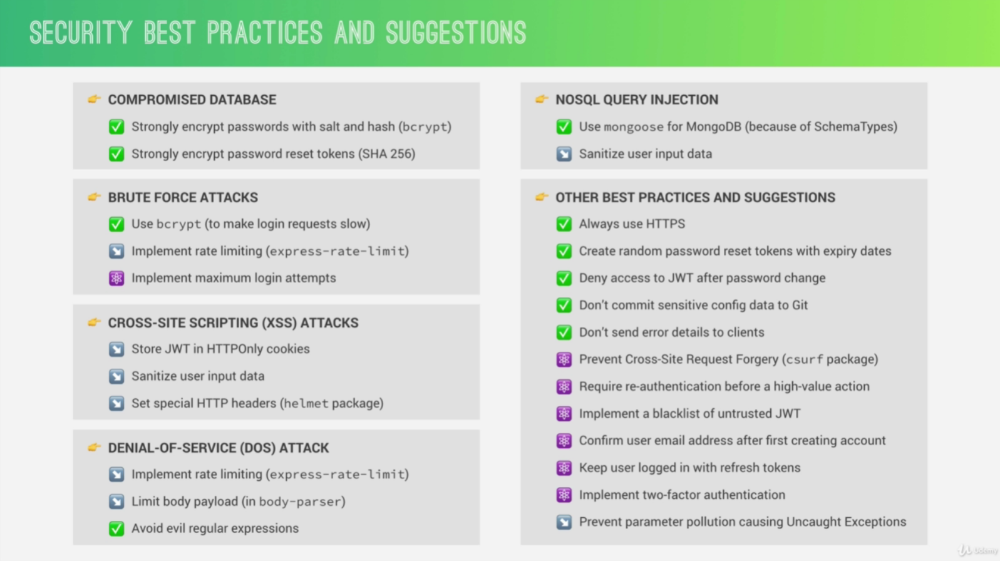 SECURITY BEST PRACTICES AND SUGGESTIONS
COMPROMISED DATABASE
Strongly encrypt passwords with salt and hash (bcrypt)
Strongly encrypt password reset tokens (SHA 256)
BRUTE FORCE ATTACKS
Use bcrypt (to make login requests slow)
Implement rate limiting (express-rate-limit)
Implement maximum login attempts
CROSS-SITE SCRIPTING (XSS) ATTACKS
Store JWT in HTTPOnly cookies
Sanitize user input data
Set special HTTP headers (helmet package)
DENIAL-OF-SERVICE (DOS) ATTACK
Implement rate limiting (express-rate-limit)
Limit body payload (in body-parser)
Avoid evil regular expressions
NOSQL QUERY INJECTION
Use mongoose for MongoDB (because of SchemaTypes)
Sanitize user input data
OTHER BEST PRACTICES AND SUGGESTIONS
Always use HTTPS
Create random password reset tokens with expiry dates
Deny access to JWT after password change
Don't commit sensitive config data to Git
Don't send error details to clients
Prevent Cross-Site Request Forgery (csurf package)
Require re-authentication before a high-value action
Implement a blacklist of untrusted JWT
Confirm user email address after first creating account
Keep user logged in with refresh tokens
Implement two-factor authentication
Prevent parameter pollution causing Uncaught Exceptions
Udemy